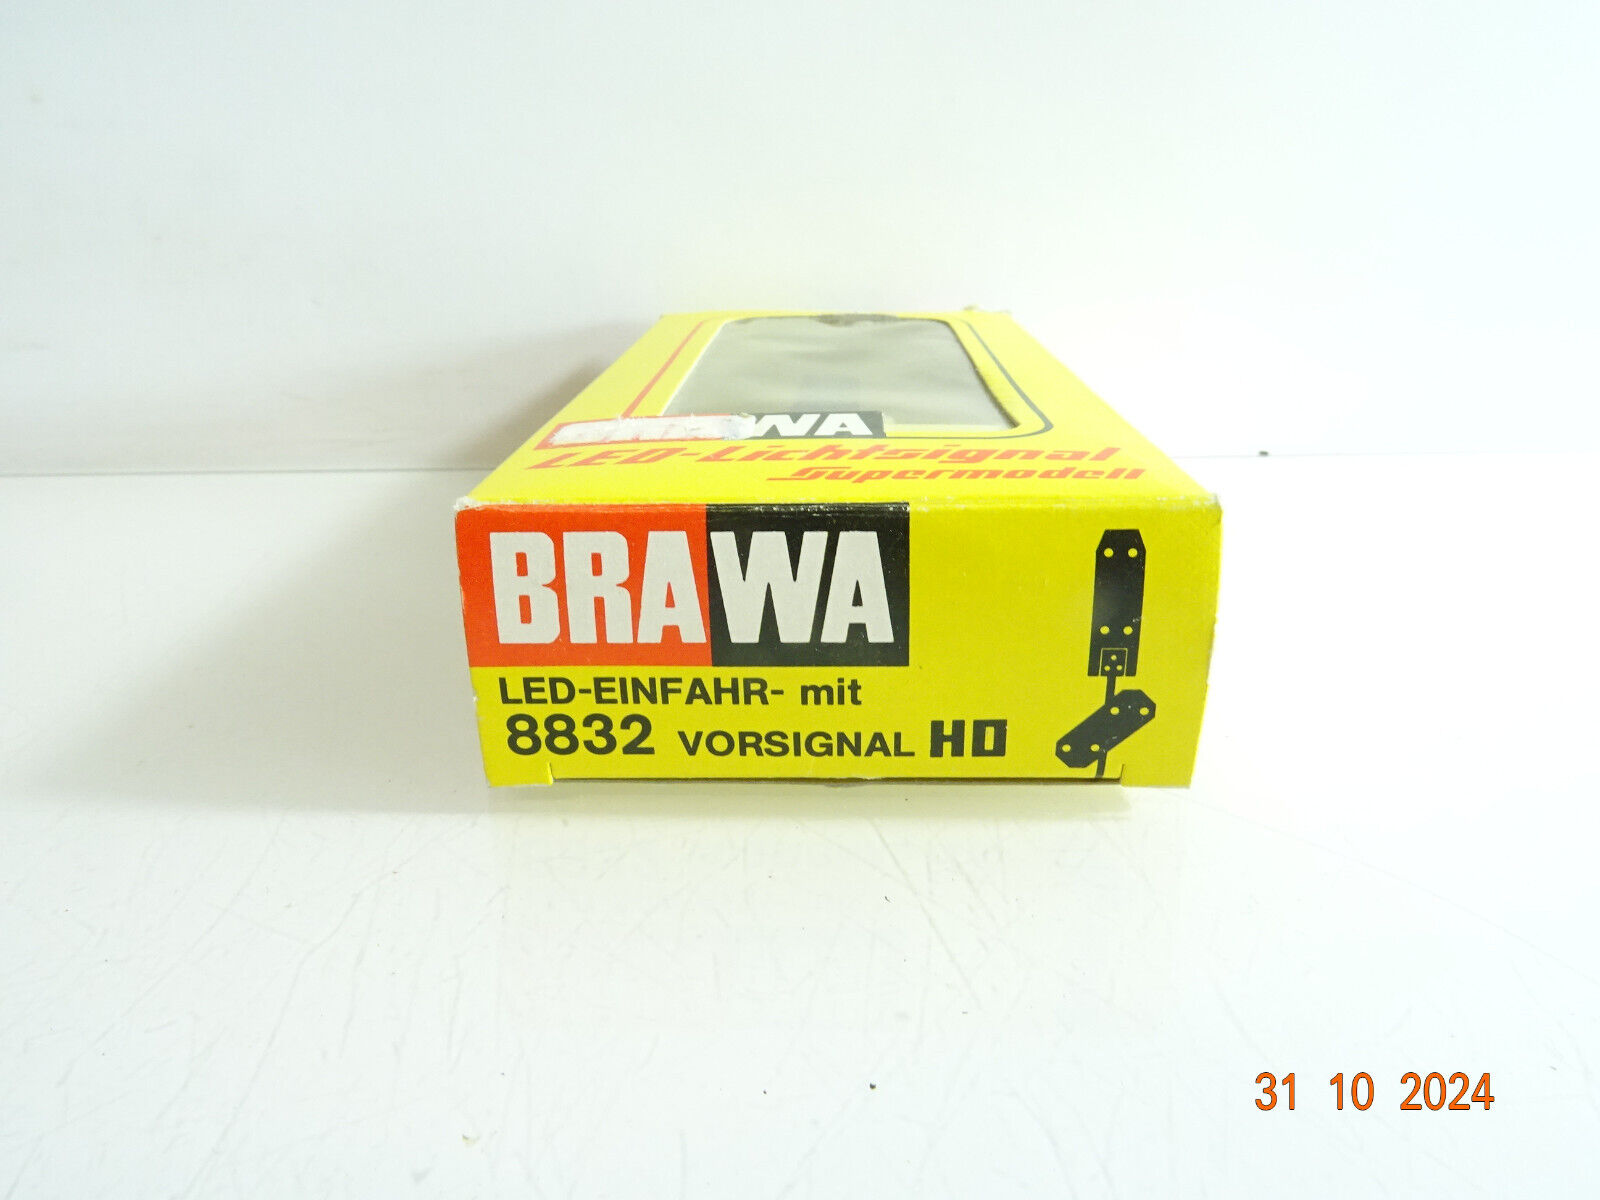 WA
LED-Lichtsignal
Supermodell
BRAWA
LED-EINFAHR- mit
8832 VORSIGNAL H0
31 10 2024